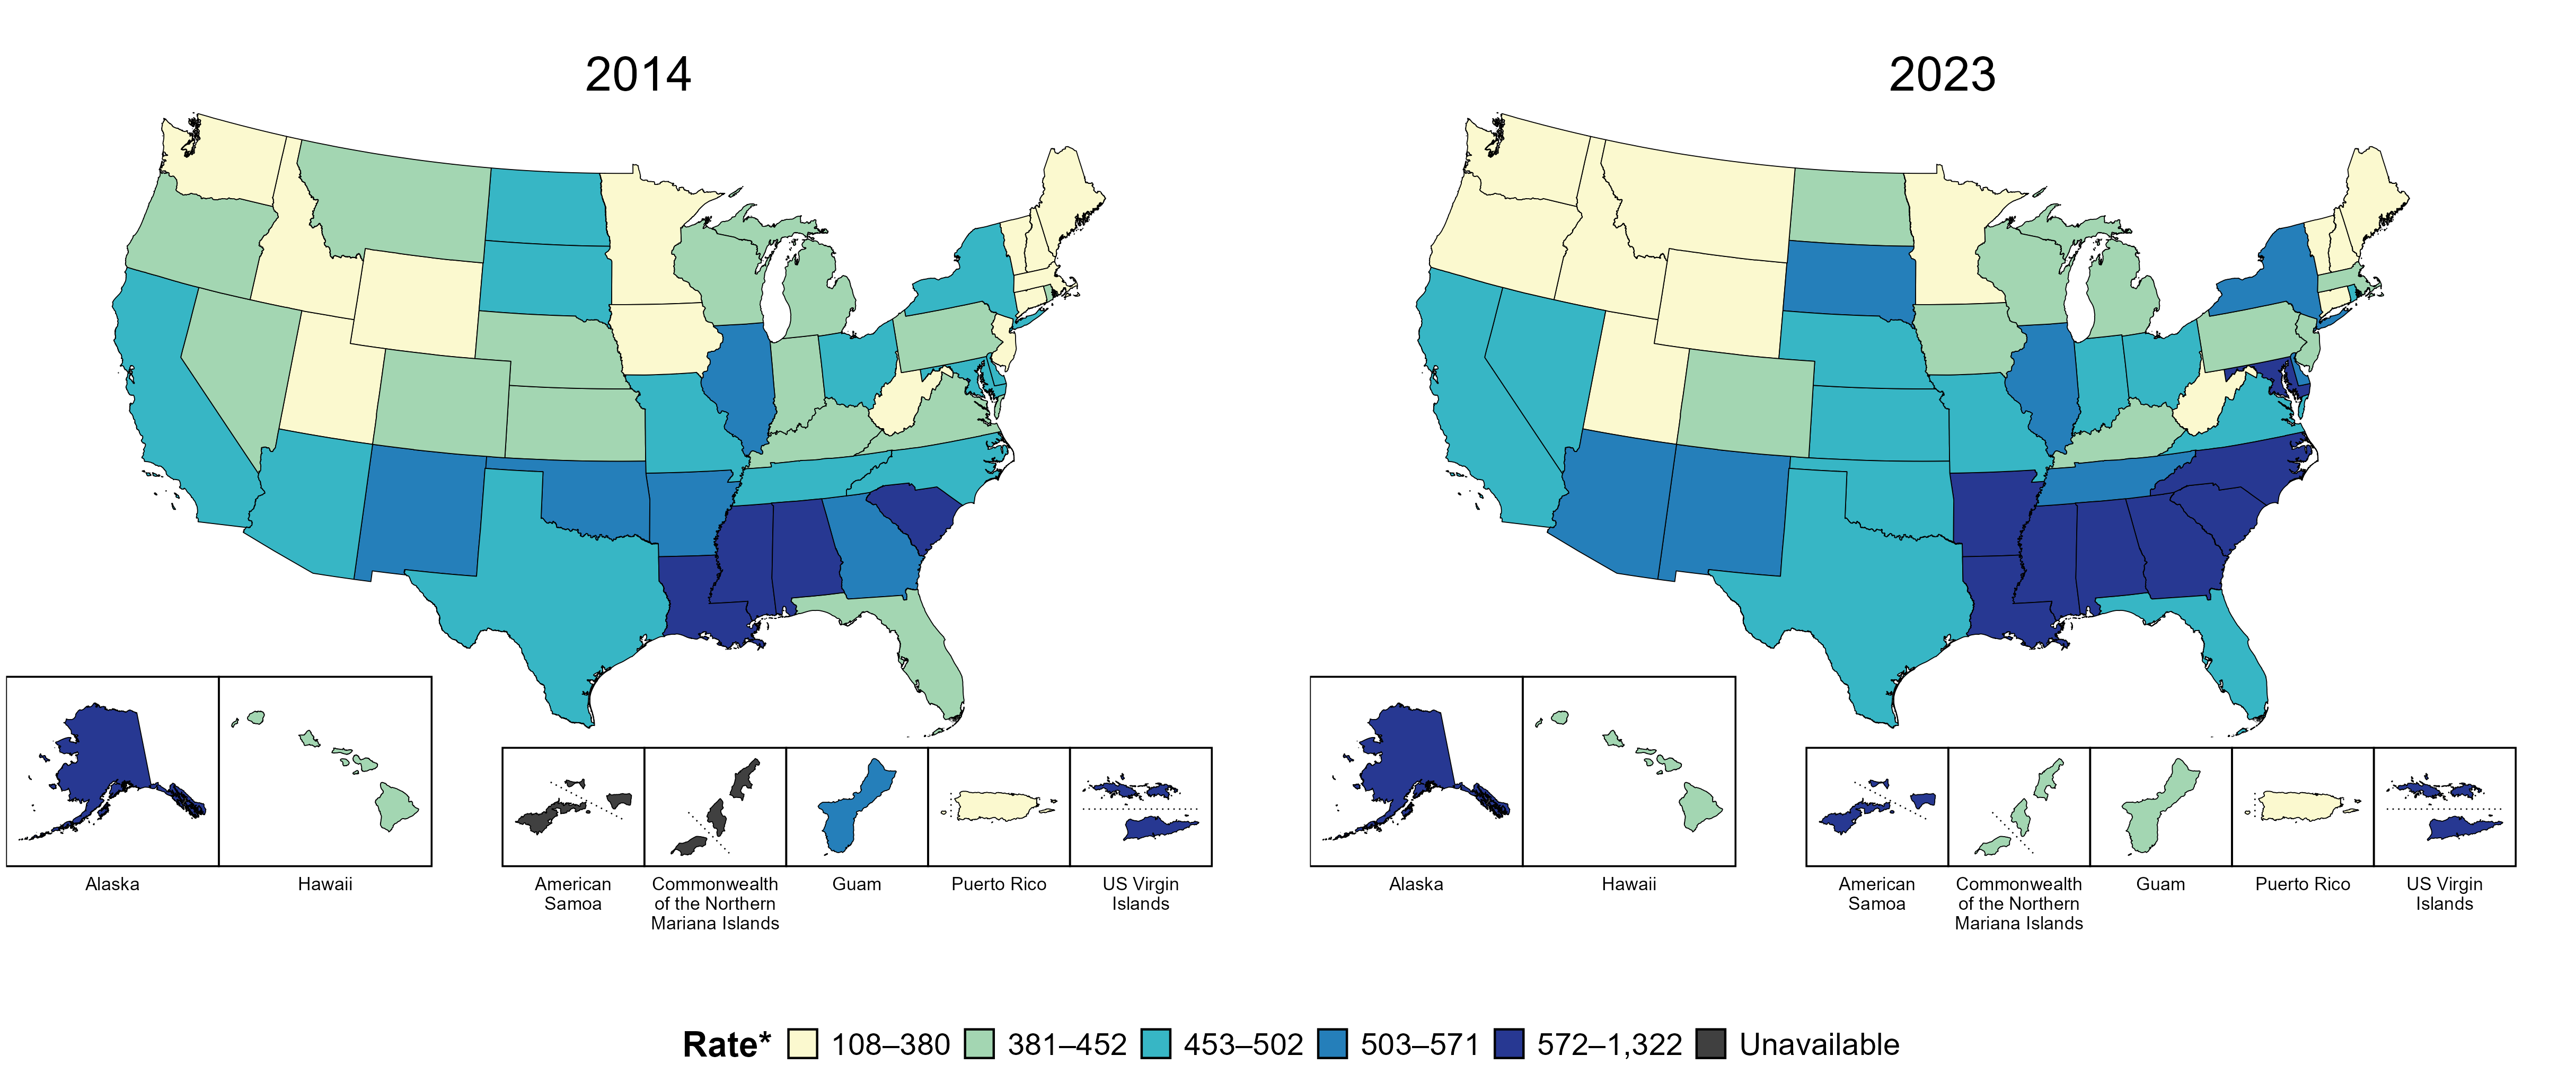 2014
2023
Alaska
Hawaii
American
Samoa
Commonwealth
of the Northern
Mariana Islands
Guam
Puerto Rico
US Virgin
Islands
Alaska
Hawaii
American
Samoa
Commonwealth
of the Northern
Mariana Islands
Guam
Puerto Rico
US Virgin
Islands
Rate* 108–380 381–452 453–502 503–571 572–1,322 Unavailable